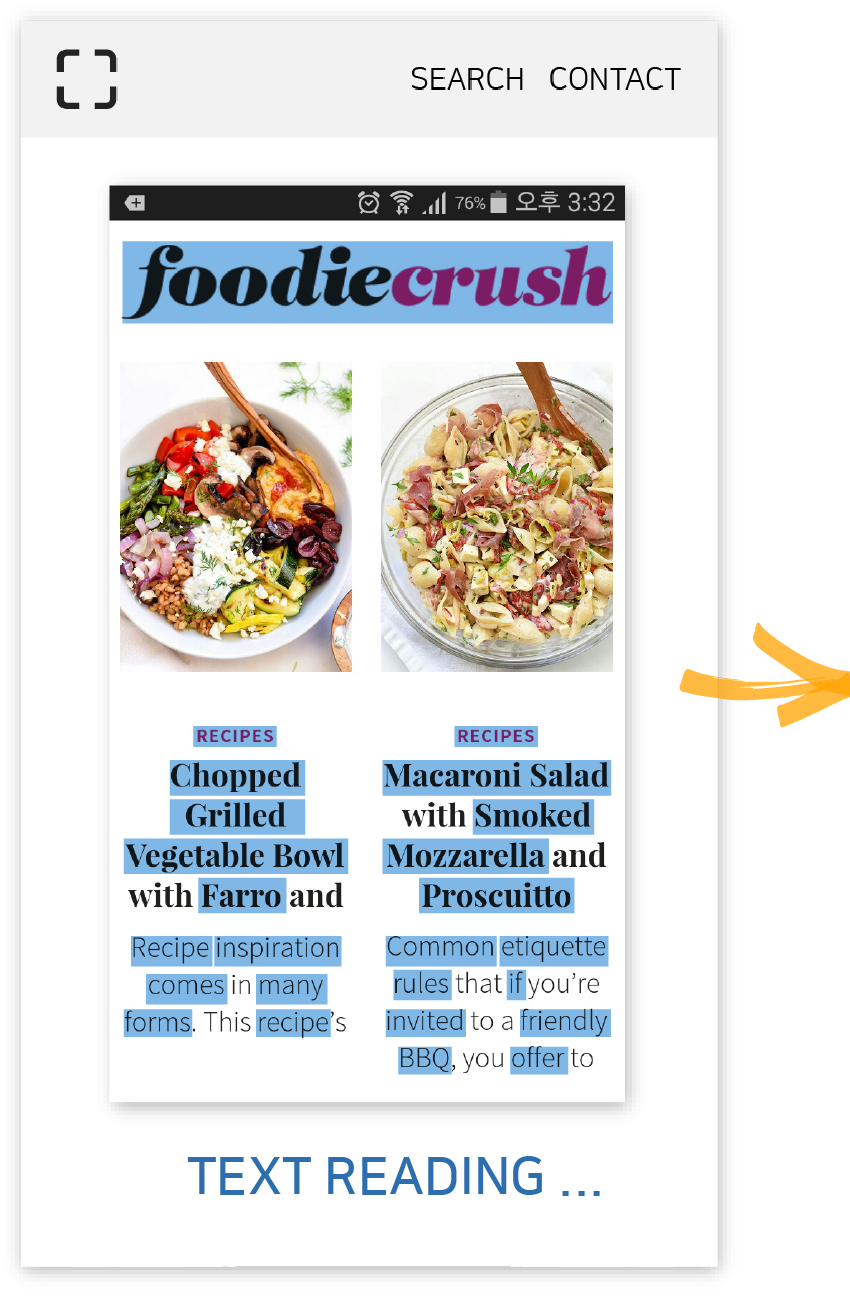 SEARCH CONTACT
76% 오후 3:32
foodiecrush
RECIPES
Chopped
Grilled
Vegetable Bowl
with Farro and
Recipe inspiration
comes in many
forms. This recipe's
RECIPES
Macaroni Salad
with Smoked
Mozzarella and
Proscuitto
Common etiquette
rules that if you’re
invited to a friendly
BBQ, you offer to
TEXT READING ...